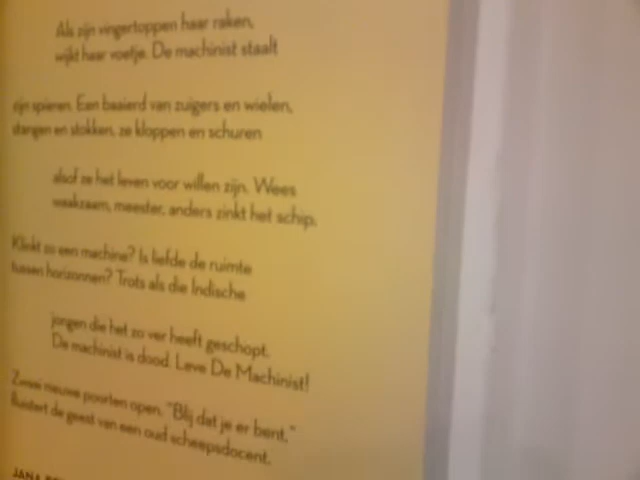 Als zijn vingertoppen haar raken,
wijkt haar voetje. De machinist staalt
zijn spieren. Een baaierd van zuigers en wielen,
stangen en stokken, ze kloppen en schuren
alsof ze het leven voor willen zijn. Wees
waakzaam, meester, anders zinkt het schip.
Klinkt zo een machine? Is liefde de ruimte
tussen horizonnen? Trots als die Indische
jongen die het zo ver heeft geschopt.
De machinist is dood. Leve De Machinist!
nieuwe poorten open. "Blij dat je er bent,"
fluistert de geest van een oud scheepsdocent.
JANA